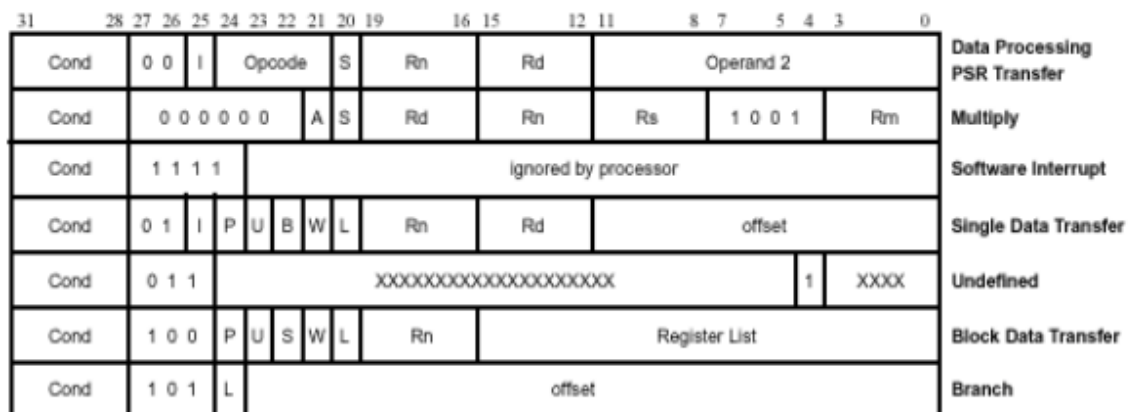 31 28 27 26 25 24 23 22 21 20 19 16 15 12 11 8 7 5 4 3 0
Cond 0 0 I Opcode S Rn Rd Operand 2 Data Processing
PSR Transfer
Cond 0 0 0 0 0 0 A S Rd Rn Rs 1 0 0 1 Rm Multiply
Cond 1 1 1 1 ignored by processor Software Interrupt
Cond 0 1 I P U B W L Rn Rd offset Single Data Transfer
Cond 0 1 1 XXXXXXXXXXXXXXXXXXXX 1 XXXX Undefined
Cond 1 0 0 P U S W L Rn Register List Block Data Transfer
Cond 1 0 1 L offset Branch